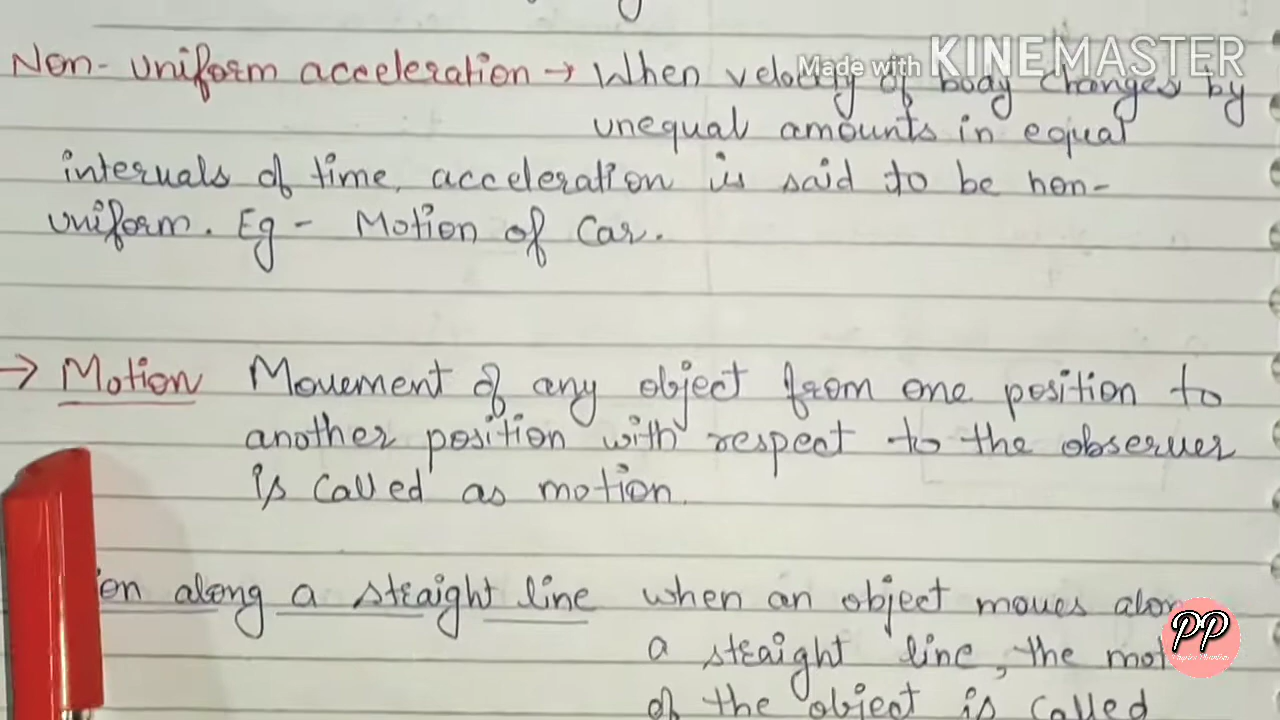 Made with KINEMASTER
Non-uniform acceleration → When velocity of body changes by
unequal amounts in equal
intervals of time, acceleration is said to be non-
uniform. Eg - Motion of Car.
→ Motion Movement of any object from one position to
another position with respect to the observer
is called as motion.
ion along a straight line when an object moves alon
a straight line, the mot
of the object is called
PP